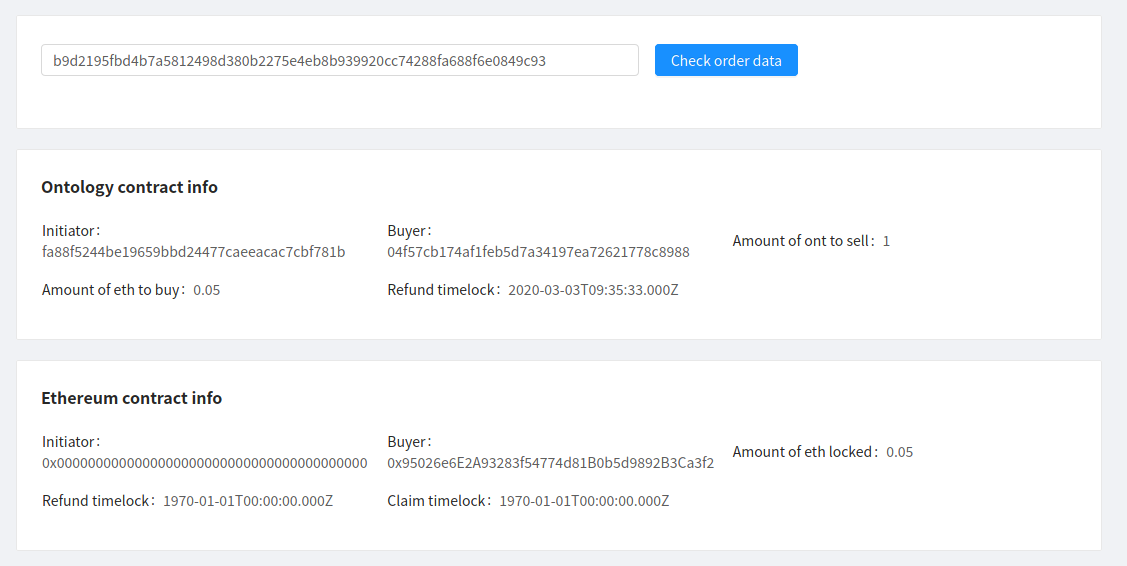 b9d2195fbd4b7a5812498d380b2275e4eb8b939920cc74288fa688f6e0849c93
Check order data
Ontology contract info
Initiator:
fa88f5244be19659bbd24477caeeacac7cbf781b
Buyer:
04f57cb174af1feb5d7a34197ea72621778c8988
Amount of ont to sell: 1
Amount of eth to buy: 0.05
Refund timelock: 2020-03-03T09:35:33.000Z
Ethereum contract info
Initiator:
0x0000000000000000000000000000000000000000
Buyer:
0x95026e6E2A93283f54774d81B0b5d9892B3Ca3f2
Amount of eth locked: 0.05
Refund timelock: 1970-01-01T00:00:00.000Z
Claim timelock: 1970-01-01T00:00:00.000Z